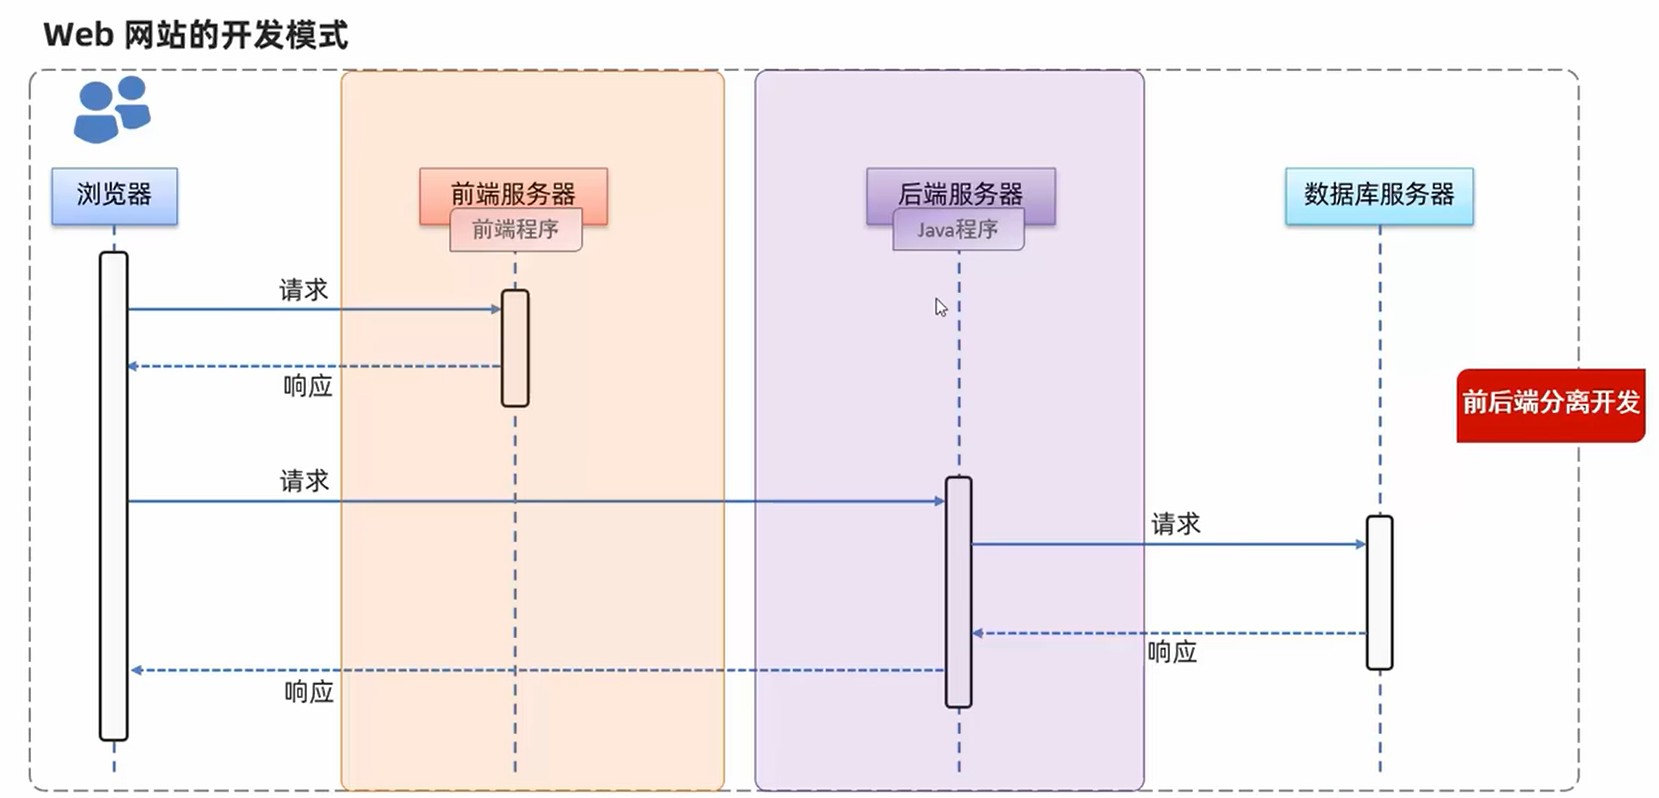 Web 网站的开发模式
浏览器
前端服务器
前端程序
后端服务器
Java程序
数据库服务器
请求
响应
前后端分离开发
请求
请求
响应
响应